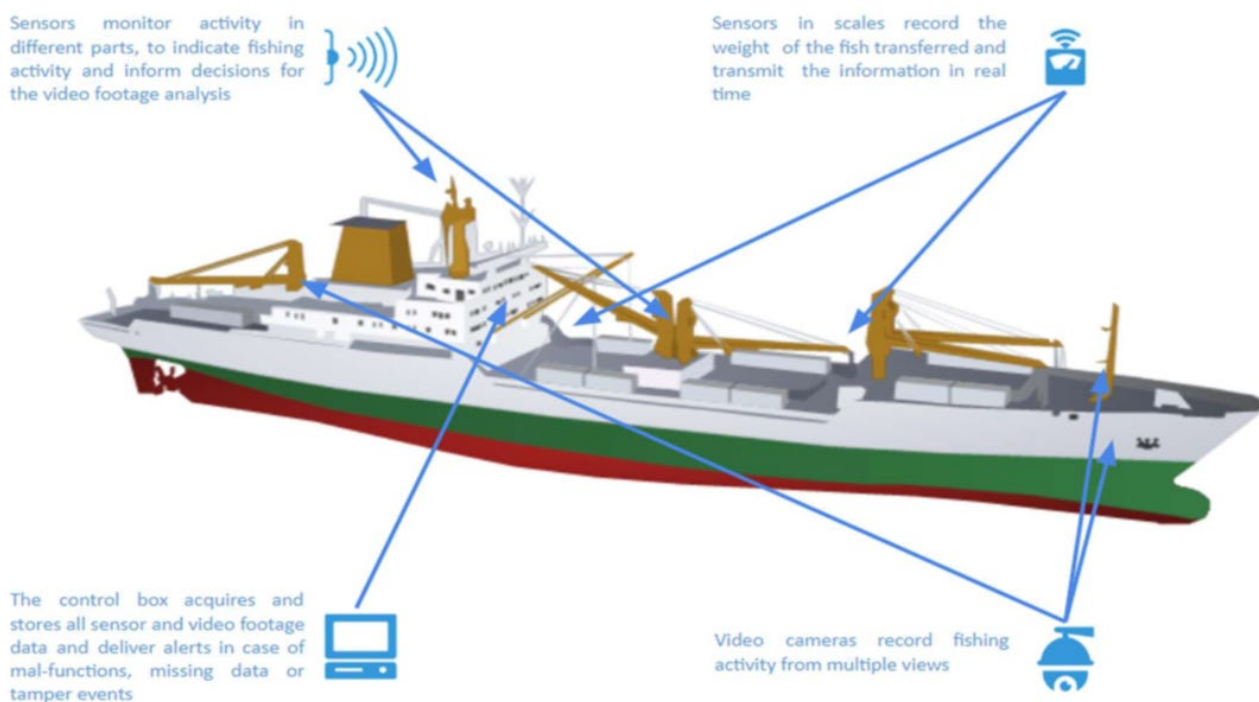 Sensors monitor activity in
different parts, to indicate fishing
activity and inform decisions for
the video footage analysis
Sensors in scales record the
weight of the fish transferred and
transmit the information in real
time
The control box acquires and
stores all sensor and video footage
data and deliver alerts in case of
mal-functions, missing data or
tamper events
Video cameras record fishing
activity from multiple views